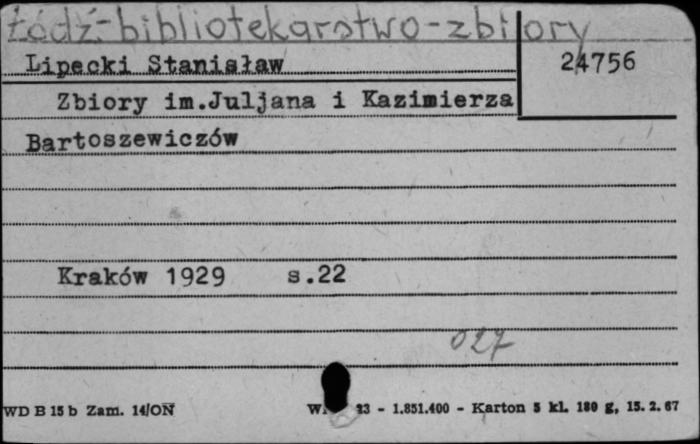 Łódź-bibliotekarstwo-zbiory
Lipecki Stanisław
24756
Zbiory im.Juljana i Kazimierza
Bartoszewiczów
Kraków 1929 s.22
027
WD B 15 b Zam. 14/ON 23 - 1.851.400 - Karton 5 kl. 180 g, 15. 2. 67